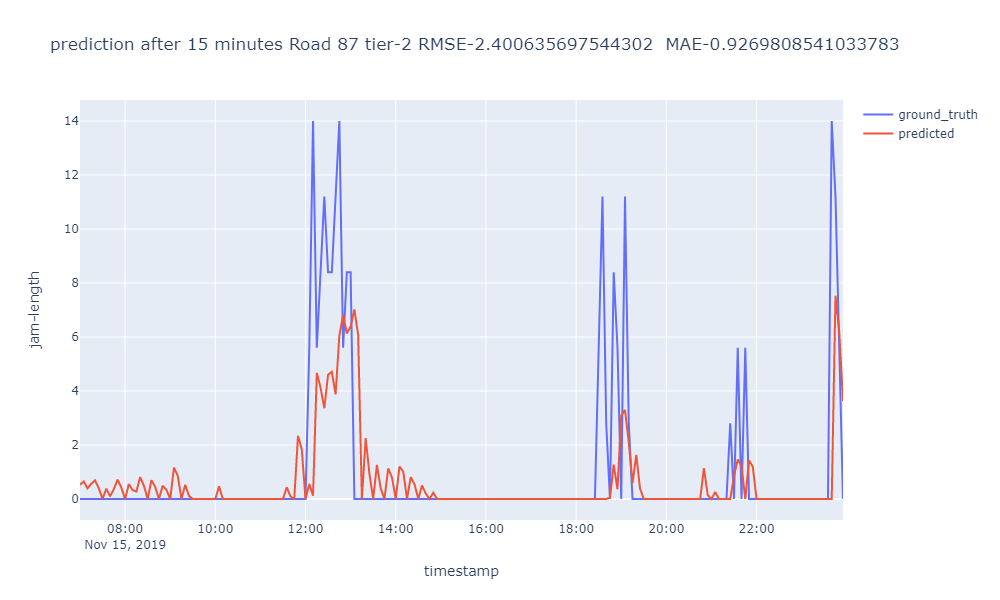 prediction after 15 minutes Road 87 tier-2 RMSE-2.400635697544302  MAE-0.9269808541033783
ground_truth
predicted
jam-length
14
12
10
8
6
4
2
0
08:00 10:00 12:00 14:00 16:00 18:00 20:00 22:00
Nov 15, 2019
timestamp